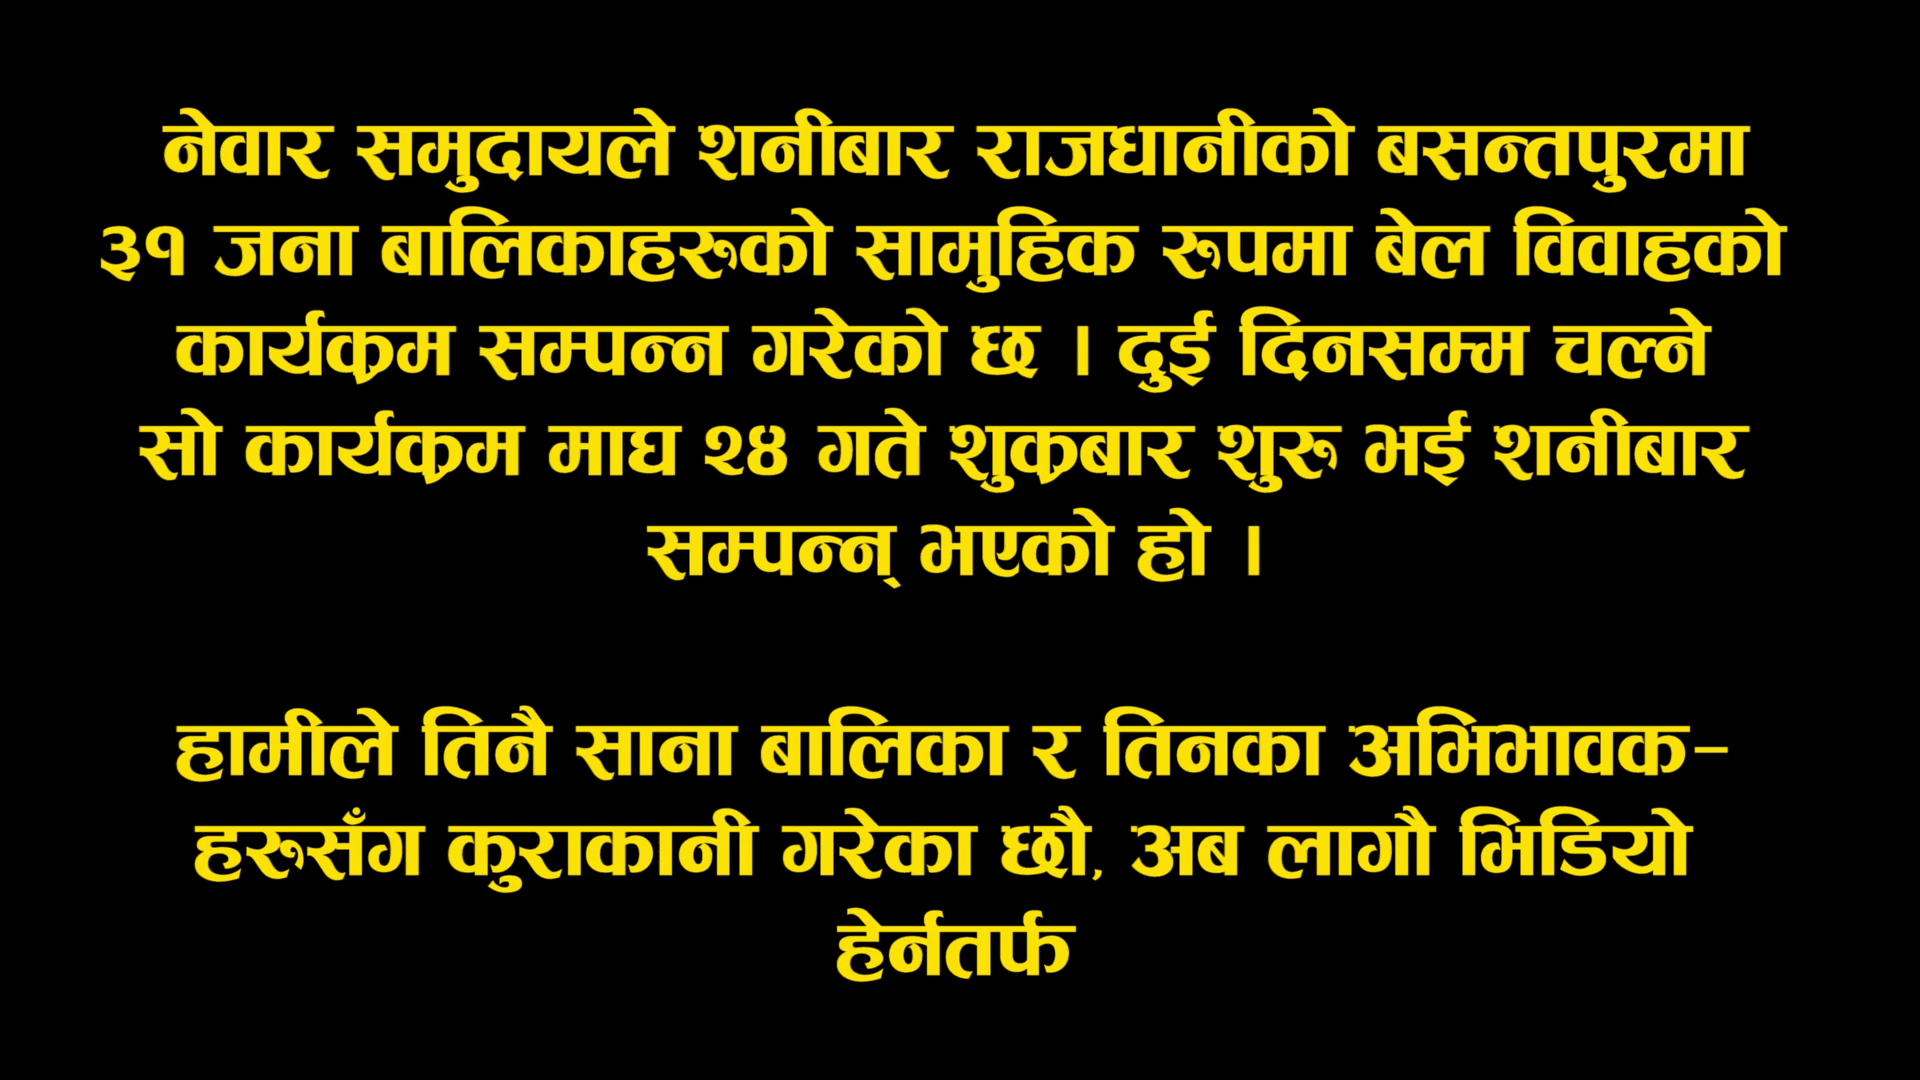 नेवार समुदायले शनीबार राजधानीको बसन्तपुरमा
३१ जना बालिकाहरुको सामुहिक रुपमा बेल विवाहको
कार्यक्रम सम्पन्न गरेको छ । दुई दिनसम्म चल्ने
सो कार्यक्रम माघ २४ गते शुक्रबार शुरु भई शनीबार
सम्पन्न् भएको हो ।
हामीले तिनै साना बालिका र तिनका अभिभावक-
हरुसँग कुराकानी गरेका छौ, अब लागौ भिडियो
हेर्नतर्फ